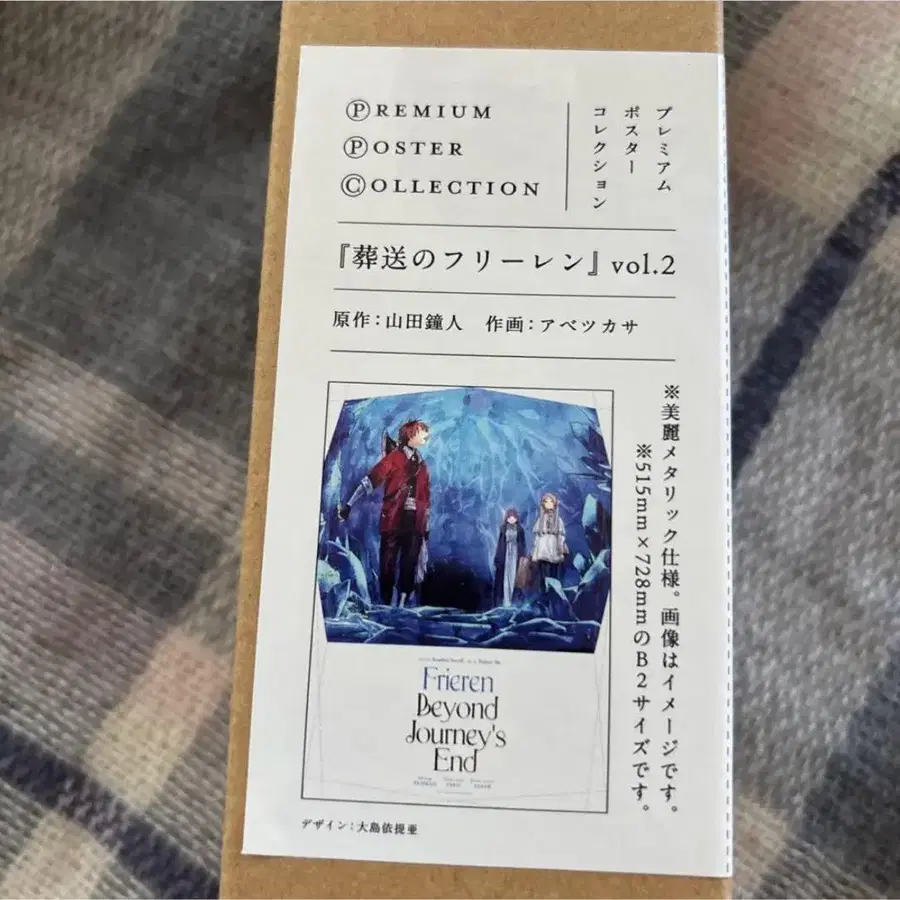 PREMIUM
POSTER
COLLECTION
プレミアム
ポスター
コレクション
『葬送のフリーレン』vol.2
原作:山田鐘人 作画:アベツカサ
※美麗メタリック仕様。画像はイメージです。
※515mm×728mmのB2サイズです。
Frieren
Beyond
Journey's
End
デザイン:大島依提亜